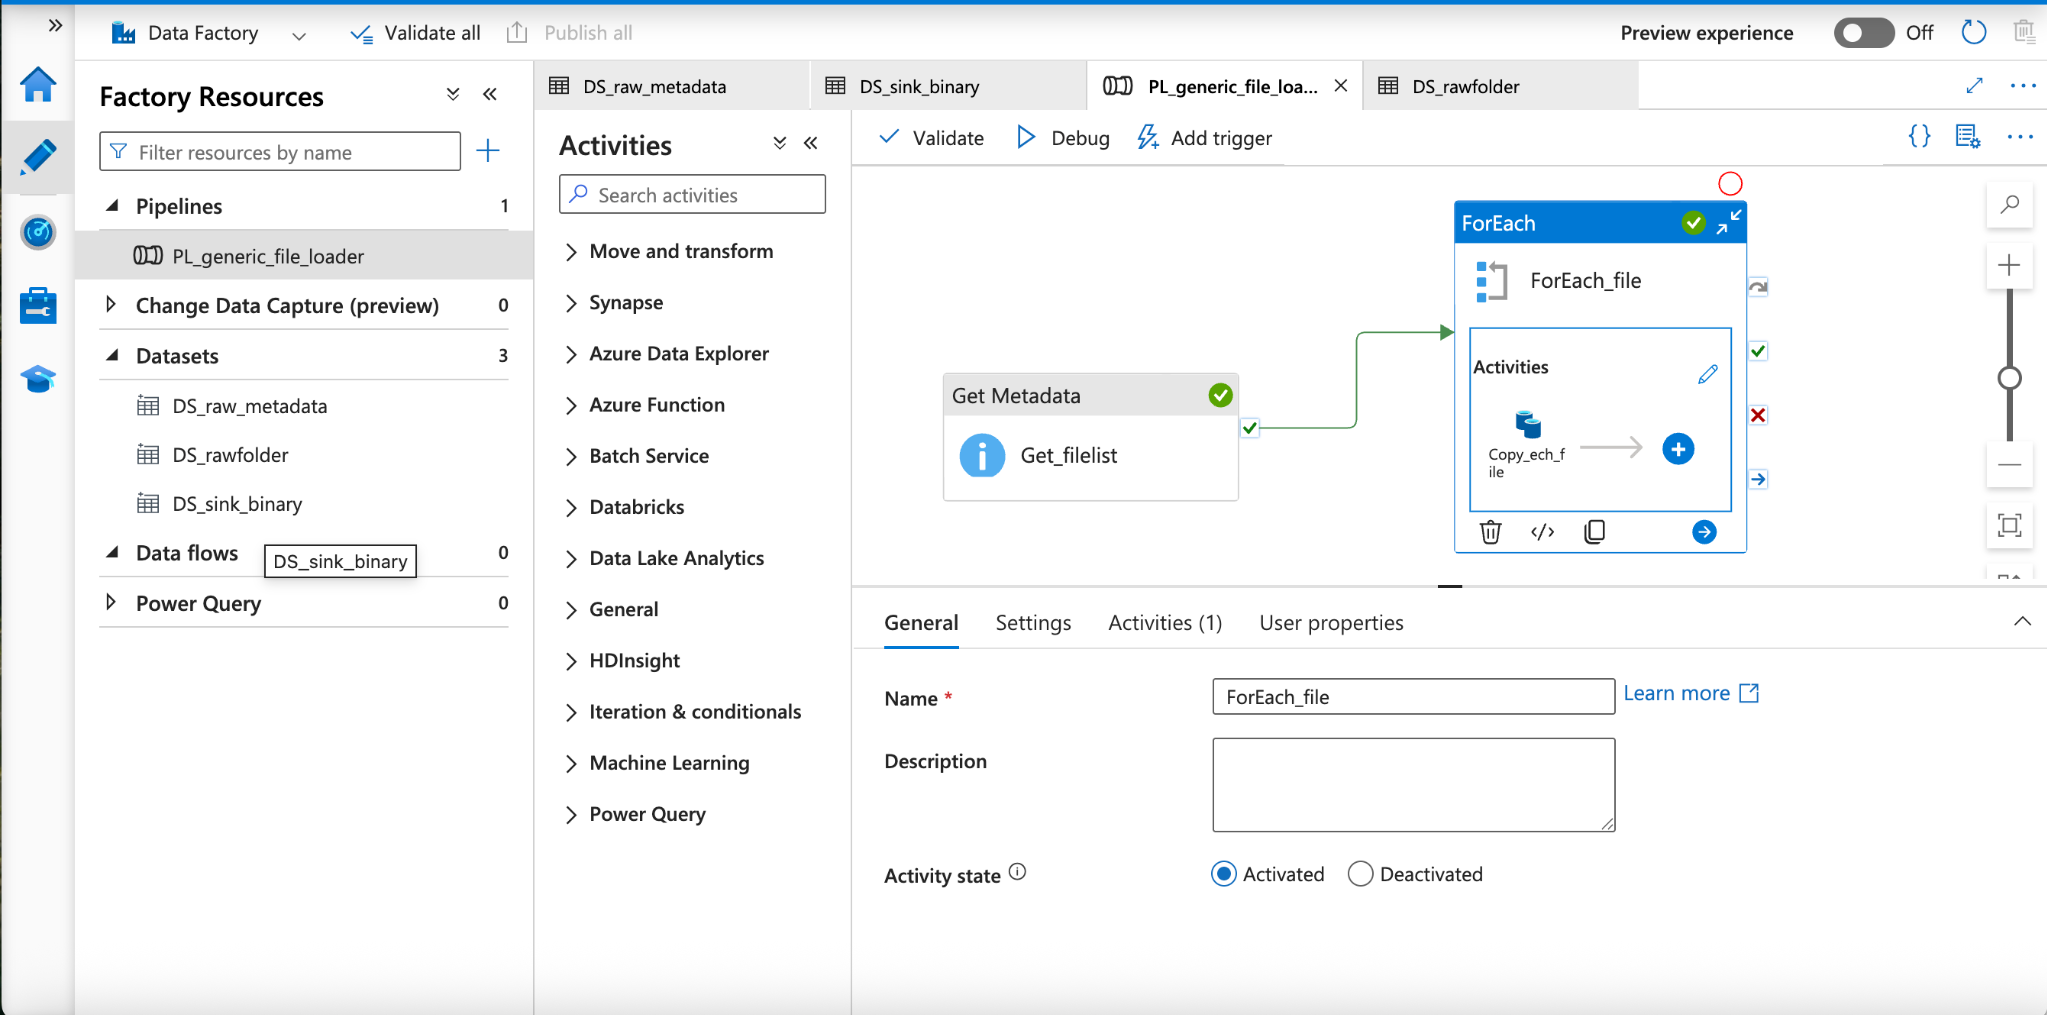 Data Factory
Validate all
Publish all
Preview experience
Off
Factory Resources
Filter resources by name
Pipelines 1
PL_generic_file_loader
Change Data Capture (preview) 0
Datasets 3
DS_raw_metadata
DS_rawfolder
DS_sink_binary
Data flows 0
DS_sink_binary
Power Query 0
DS_raw_metadata
DS_sink_binary
PL_generic_file_loa...
DS_rawfolder
Activities
Search activities
Move and transform
Synapse
Azure Data Explorer
Azure Function
Batch Service
Databricks
Data Lake Analytics
General
HDInsight
Iteration & conditionals
Machine Learning
Power Query
Validate
Debug
Add trigger
Get Metadata
Get_filelist
ForEach
ForEach_file
Activities
Copy_ech_f
ile
General
Settings
Activities (1)
User properties
Name *
ForEach_file
Learn more
Description
Activity state
Activated
Deactivated